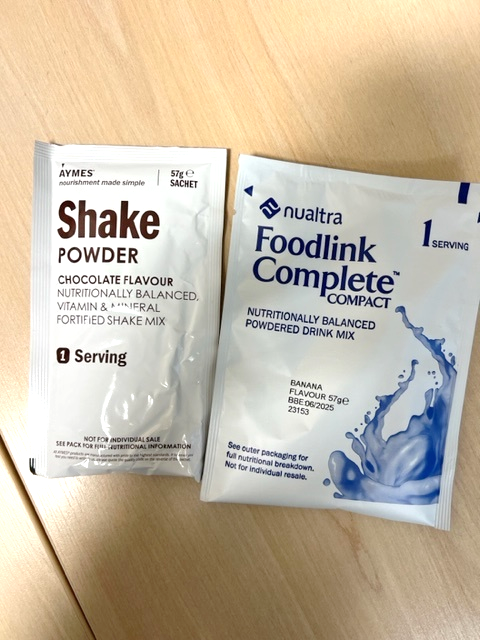 AYMES
nourishment made simple
57g ℮
SACHET
Shake
POWDER
CHOCOLATE FLAVOUR
NUTRITIONALLY BALANCED,
VITAMIN & MINERAL
FORTIFIED SHAKE MIX
1 Serving
NOT FOR INDIVIDUAL SALE
SEE PACK FOR FULL NUTRITIONAL INFORMATION
nualtra
1 SERVING
Foodlink
Complete™
COMPACT
NUTRITIONALLY BALANCED
POWDERED DRINK MIX
BANANA
FLAVOUR 57g℮
BBE:06/2025
23153
See outer packaging for
full nutritional breakdown.
Not for individual resale.